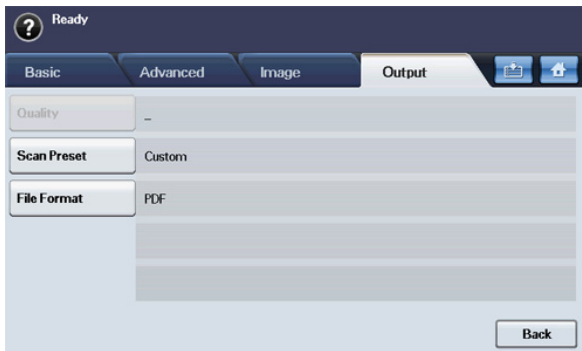 Ready
Basic Advanced Image Output
Quality _
Scan Preset Custom
File Format PDF
Back